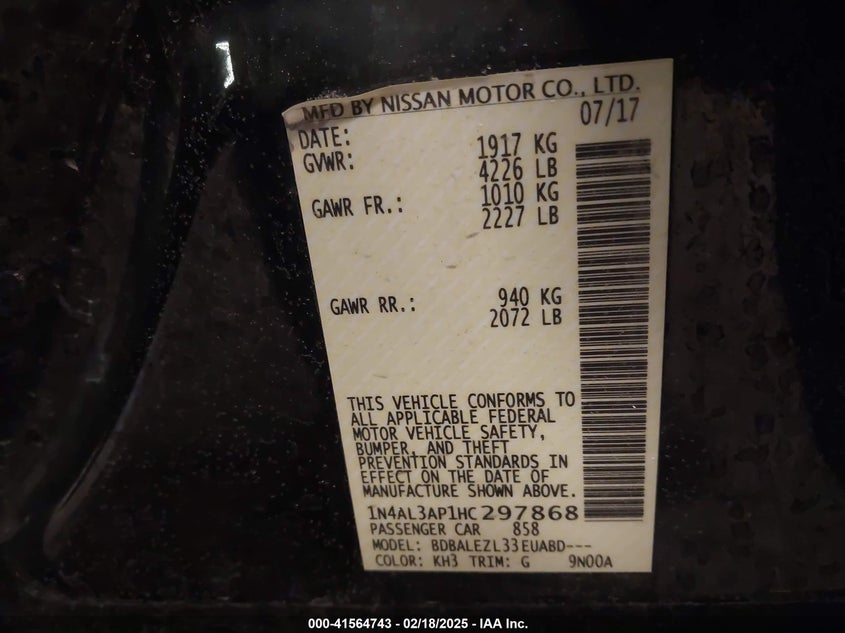 MFD BY NISSAN MOTOR CO., LTD.
DATE: 07/17
GVWR: 1917 KG
4226 LB
GAWR FR.: 1010 KG
2227 LB
GAWR RR.: 940 KG
2072 LB
THIS VEHICLE CONFORMS TO
ALL APPLICABLE FEDERAL
MOTOR VEHICLE SAFETY,
BUMPER, AND THEFT
PREVENTION STANDARDS IN
EFFECT ON THE DATE OF
MANUFACTURE SHOWN ABOVE.
1N4AL3AP1HC297868
PASSENGER CAR 858
MODEL: BDBALEZL33EUABD---
COLOR: KH3 TRIM: G 9N00A
000-41564743 / 02/18/2025 - IAA Inc.